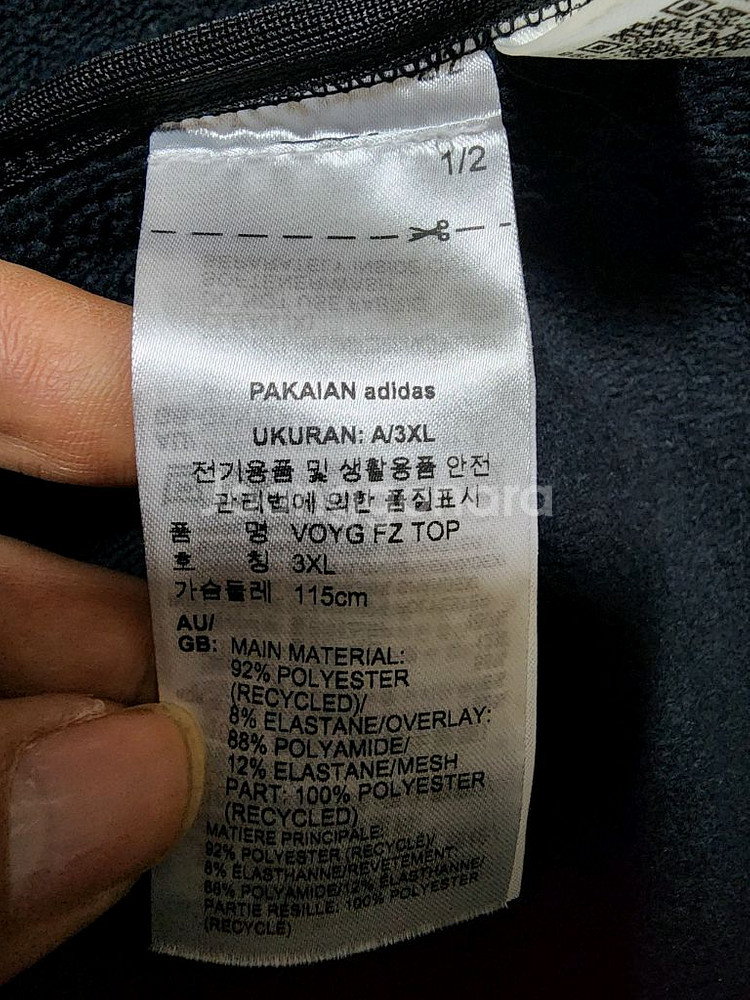 1/2
PAKAIAN adidas
UKURAN: A/3XL
전기용품 및 생활용품 안전
관리법에 의한 품질표시
품 명 VOYG FZ TOP
호 칭 3XL
가슴둘레 115cm
AU/
GB: MAIN MATERIAL:
92% POLYESTER
(RECYCLED)/
8% ELASTANE/OVERLAY:
88% POLYAMIDE/
12% ELASTANE/MESH
PART: 100% POLYESTER
(RECYCLED)
MATIERE PRINCIPALE:
92% POLYESTER (RECYCLE)/
8% ELASTHANNE/REVETEMENT:
88% POLYAMIDE/12% ELASTHANNE/
PARTIE RESILLE: 100% POLYESTER
(RECYCLE)